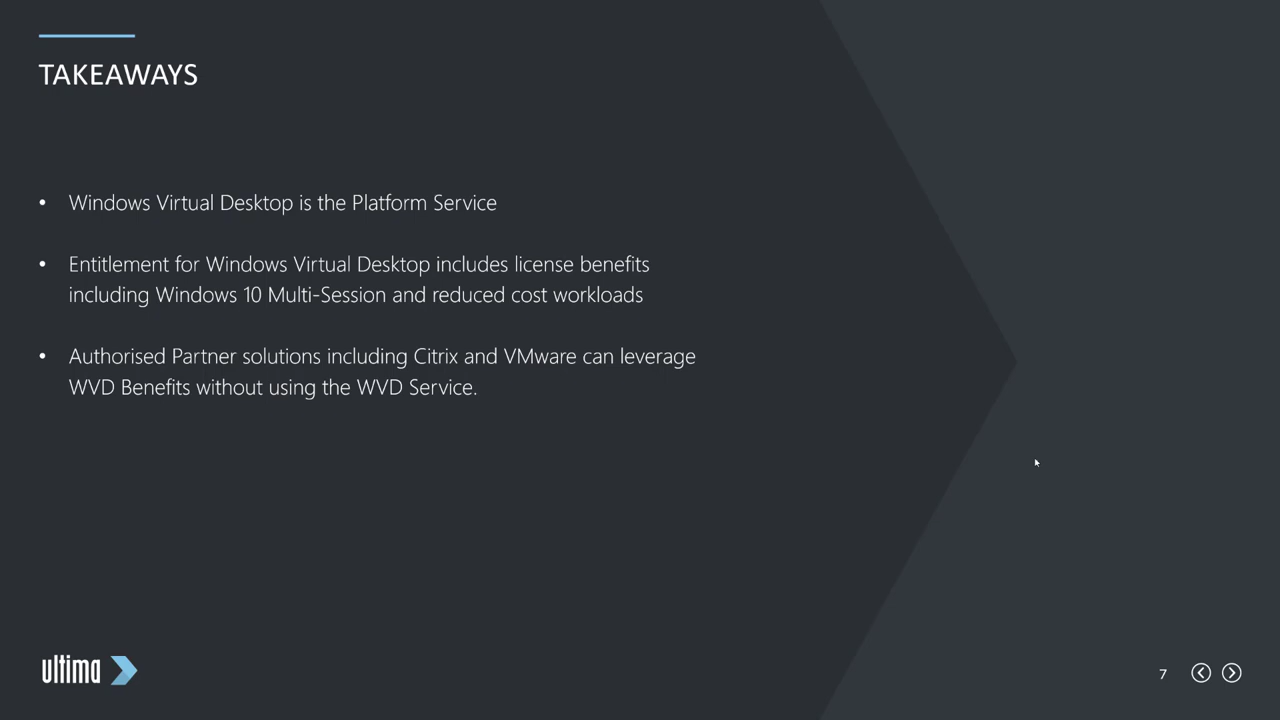 TAKEAWAYS
• Windows Virtual Desktop is the Platform Service
• Entitlement for Windows Virtual Desktop includes license benefits
including Windows 10 Multi-Session and reduced cost workloads
• Authorised Partner solutions including Citrix and VMware can leverage
WVD Benefits without using the WVD Service.
ultima
7